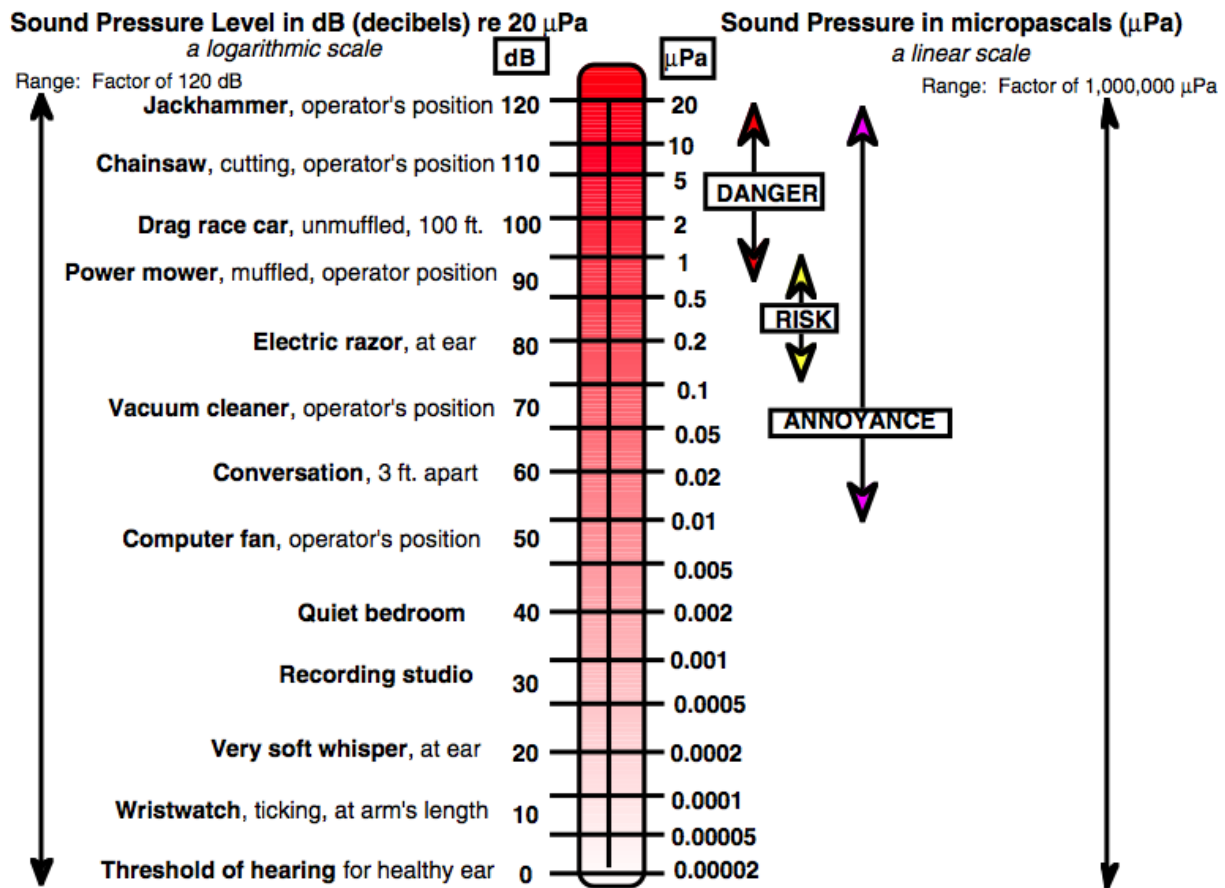 Sound Pressure Level in dB (decibels) re 20 μPa
a logarithmic scale
Range: Factor of 120 dB
dB
μPa
Sound Pressure in micropascals (μPa)
a linear scale
Range: Factor of 1,000,000 μPa
Jackhammer, operator's position 120 20
10
Chainsaw, cutting, operator's position 110
5
DANGER
Drag race car, unmuffled, 100 ft. 100 2
1
Power mower, muffled, operator position 90
0.5
RISK
Electric razor, at ear 80 0.2
0.1
Vacuum cleaner, operator's position 70
ANNOYANCE
0.05
Conversation, 3 ft. apart 60 0.02
0.01
Computer fan, operator's position 50
0.005
Quiet bedroom 40 0.002
0.001
Recording studio 30
0.0005
Very soft whisper, at ear 20 0.0002
0.0001
Wristwatch, ticking, at arm's length 10
0.00005
Threshold of hearing for healthy ear 0 0.00002